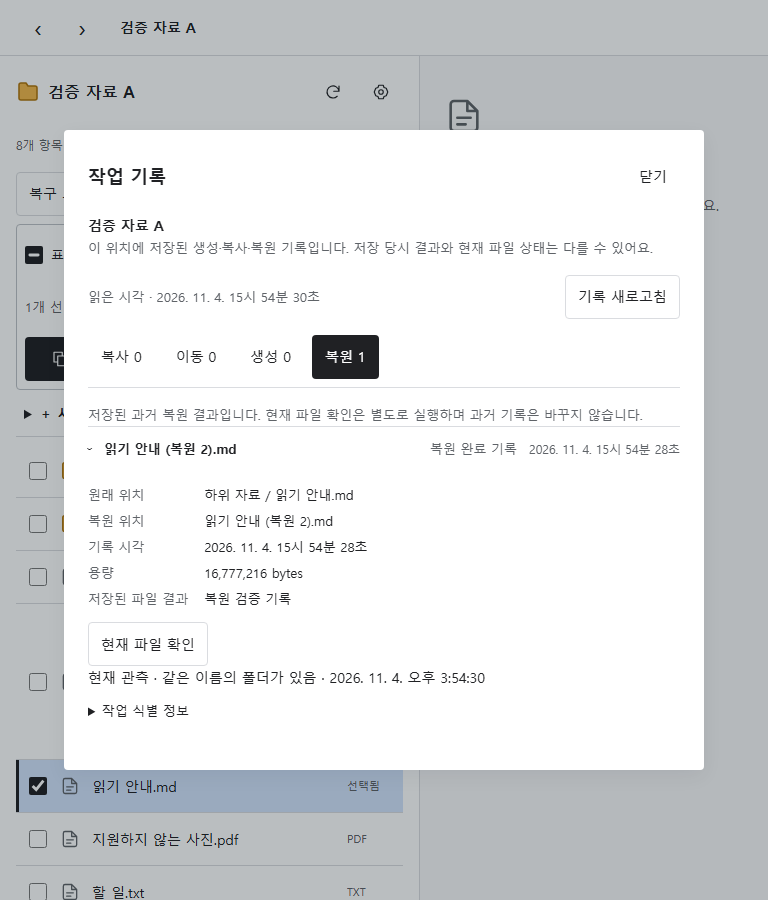 검증 자료 A
검증 자료 A
8개 항목
복구
요.
표
1개 선
작업 기록
닫기
검증 자료 A
이 위치에 저장된 생성·복사·복원 기록입니다. 저장 당시 결과와 현재 파일 상태는 다를 수 있어요.
읽은 시각 · 2026. 11. 4. 15시 54분 30초
기록 새로고침
복사 0 이동 0 생성 0 복원 1
저장된 과거 복원 결과입니다. 현재 파일 확인은 별도로 실행하며 과거 기록은 바꾸지 않습니다.
읽기 안내 (복원 2).md 복원 완료 기록 2026. 11. 4. 15시 54분 28초
원래 위치 하위 자료 / 읽기 안내.md
복원 위치 읽기 안내 (복원 2).md
기록 시각 2026. 11. 4. 15시 54분 28초
용량 16,777,216 bytes
저장된 파일 결과 복원 검증 기록
현재 파일 확인
현재 관측 · 같은 이름의 폴더가 있음 · 2026. 11. 4. 오후 3:54:30
▶ 작업 식별 정보
읽기 안내.md 선택됨
지원하지 않는 사진.pdf PDF
할 일.txt TXT